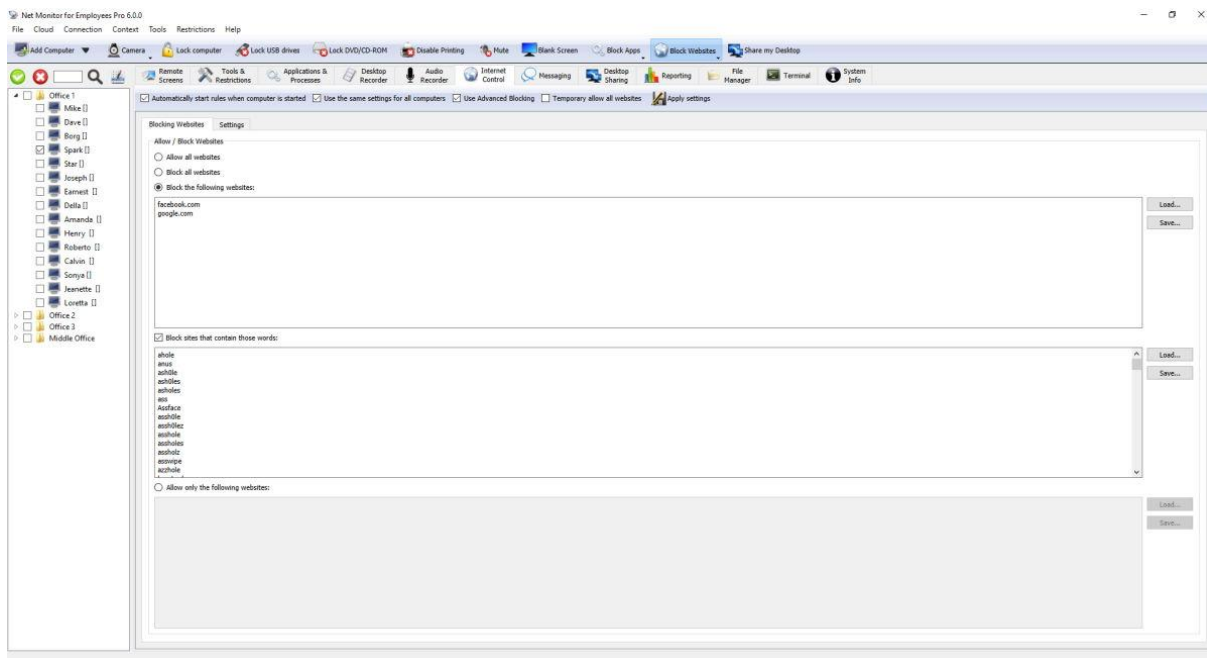 Net Monitor for Employees Pro 6.0.0
File Cloud Connection Context Tools Restrictions Help
Add Computer Camera Lock computer Lock USB drives Lock DVD/CD-ROM Disable Printing Mute Blank Screen Block Apps Block Websites Share my Desktop
Remote Screens Tools & Restrictions Applications & Processes Desktop Recorder Audio Recorder Internet Control Messaging Desktop Sharing Reporting File Manager Terminal System Info
Office 1
Mike []
Dave []
Borg []
Spark []
Star []
Joseph []
Earnest []
Della []
Amanda []
Henry []
Roberto []
Calvin []
Sonya []
Jeanette []
Loretta []
Office 2
Office 3
Middle Office
Automatically start rules when computer is started Use the same settings for all computers Use Advanced Blocking Temporary allow all websites Apply settings
Blocking Websites Settings
Allow / Block Websites
Allow all websites
Block all websites
Block the following websites:
facebook.com
google.com
Load...
Save...
Block sites that contain those words:
ahole
anus
ash0le
ash0les
asholes
ass
Assface
assh0le
assh0lez
asshole
assholes
assholz
asswipe
azzhole
Load...
Save...
Allow only the following websites:
Load...
Save...